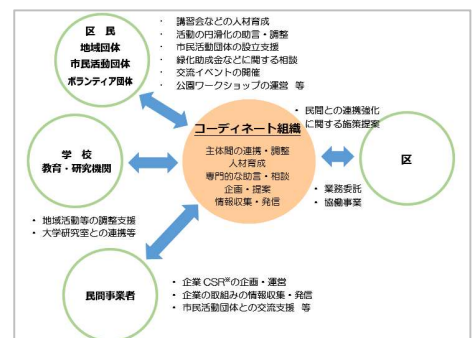 区 民
地域団体
市民活動団体
ボランティア団体
・ 講習会などの人材育成
・ 活動の円滑化の助言・調整
・ 市民活動団体の設立支援
・ 緑化助成金などに関する相談
・ 交流イベントの開催
・ 公園ワークショップの運営 等
コーディネート組織
主体間の連携・調整
人材育成
専門的な助言・相談
企画・提案
情報収集・発信
・ 民間との連携強化
に関する施策提案
区
・ 業務委託
・ 協働事業
学 校
教育・研究機関
・ 地域活動等の調整支援
・ 大学研究室との連携等
民間事業者
・ 企業 CSR※の企画・運営
・ 企業の取組みの情報収集・発信
・ 市民活動団体との交流支援 等